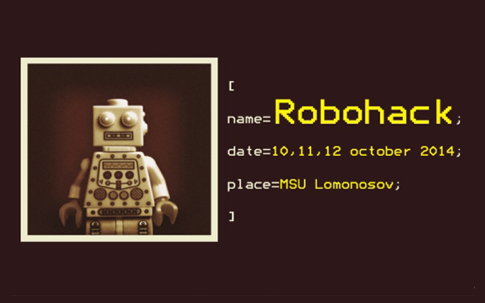 [
name=Robohack;
date=10,11,12 october 2014;
place=MSU Lomonosov;
]